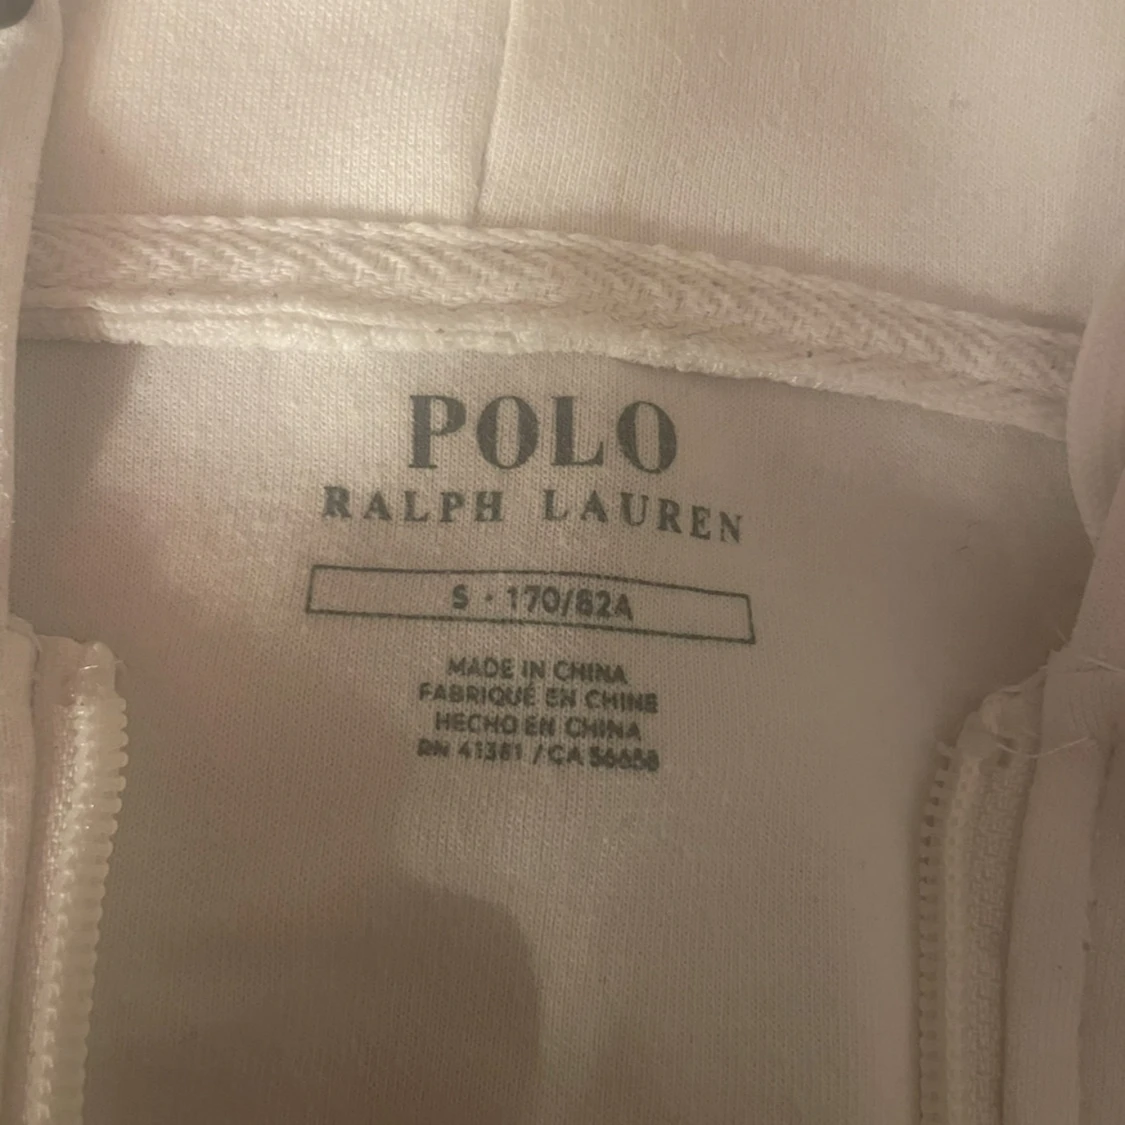 POLO
RALPH LAUREN
S · 170/82A
MADE IN CHINA
FABRIQUÉ EN CHINE
HECHO EN CHINA
RN 41381 / CA 56658